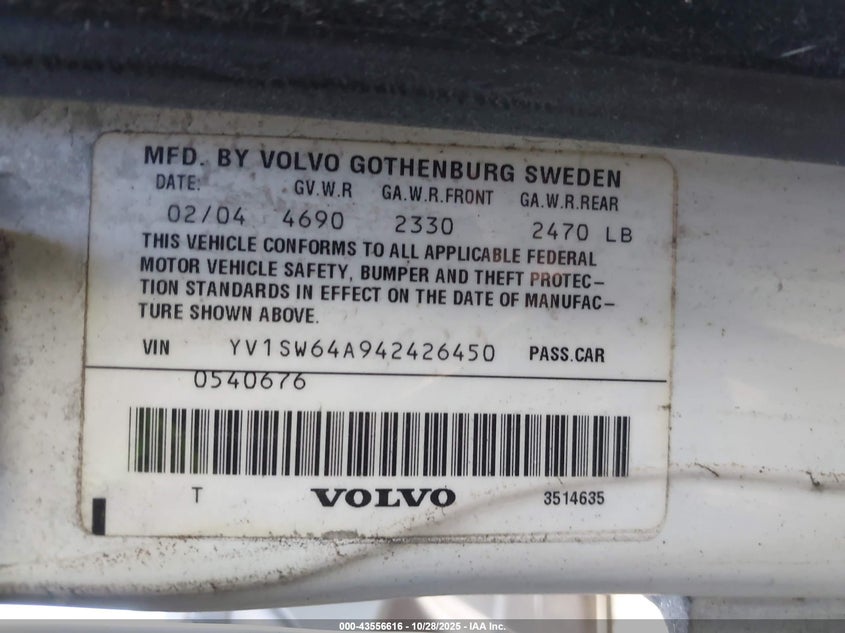 MFD. BY VOLVO GOTHENBURG SWEDEN
DATE: GV.W.R GA.W.R.FRONT GA.W.R.REAR
02/04 4690 2330 2470 LB
THIS VEHICLE CONFORMS TO ALL APPLICABLE FEDERAL
MOTOR VEHICLE SAFETY, BUMPER AND THEFT PROTEC-
TION STANDARDS IN EFFECT ON THE DATE OF MANUFAC-
TURE SHOWN ABOVE.
VIN YV1SW64A942426450 PASS.CAR
0540676
T VOLVO 3514635
000-43556616 - 10/28/2025 - IAA Inc.